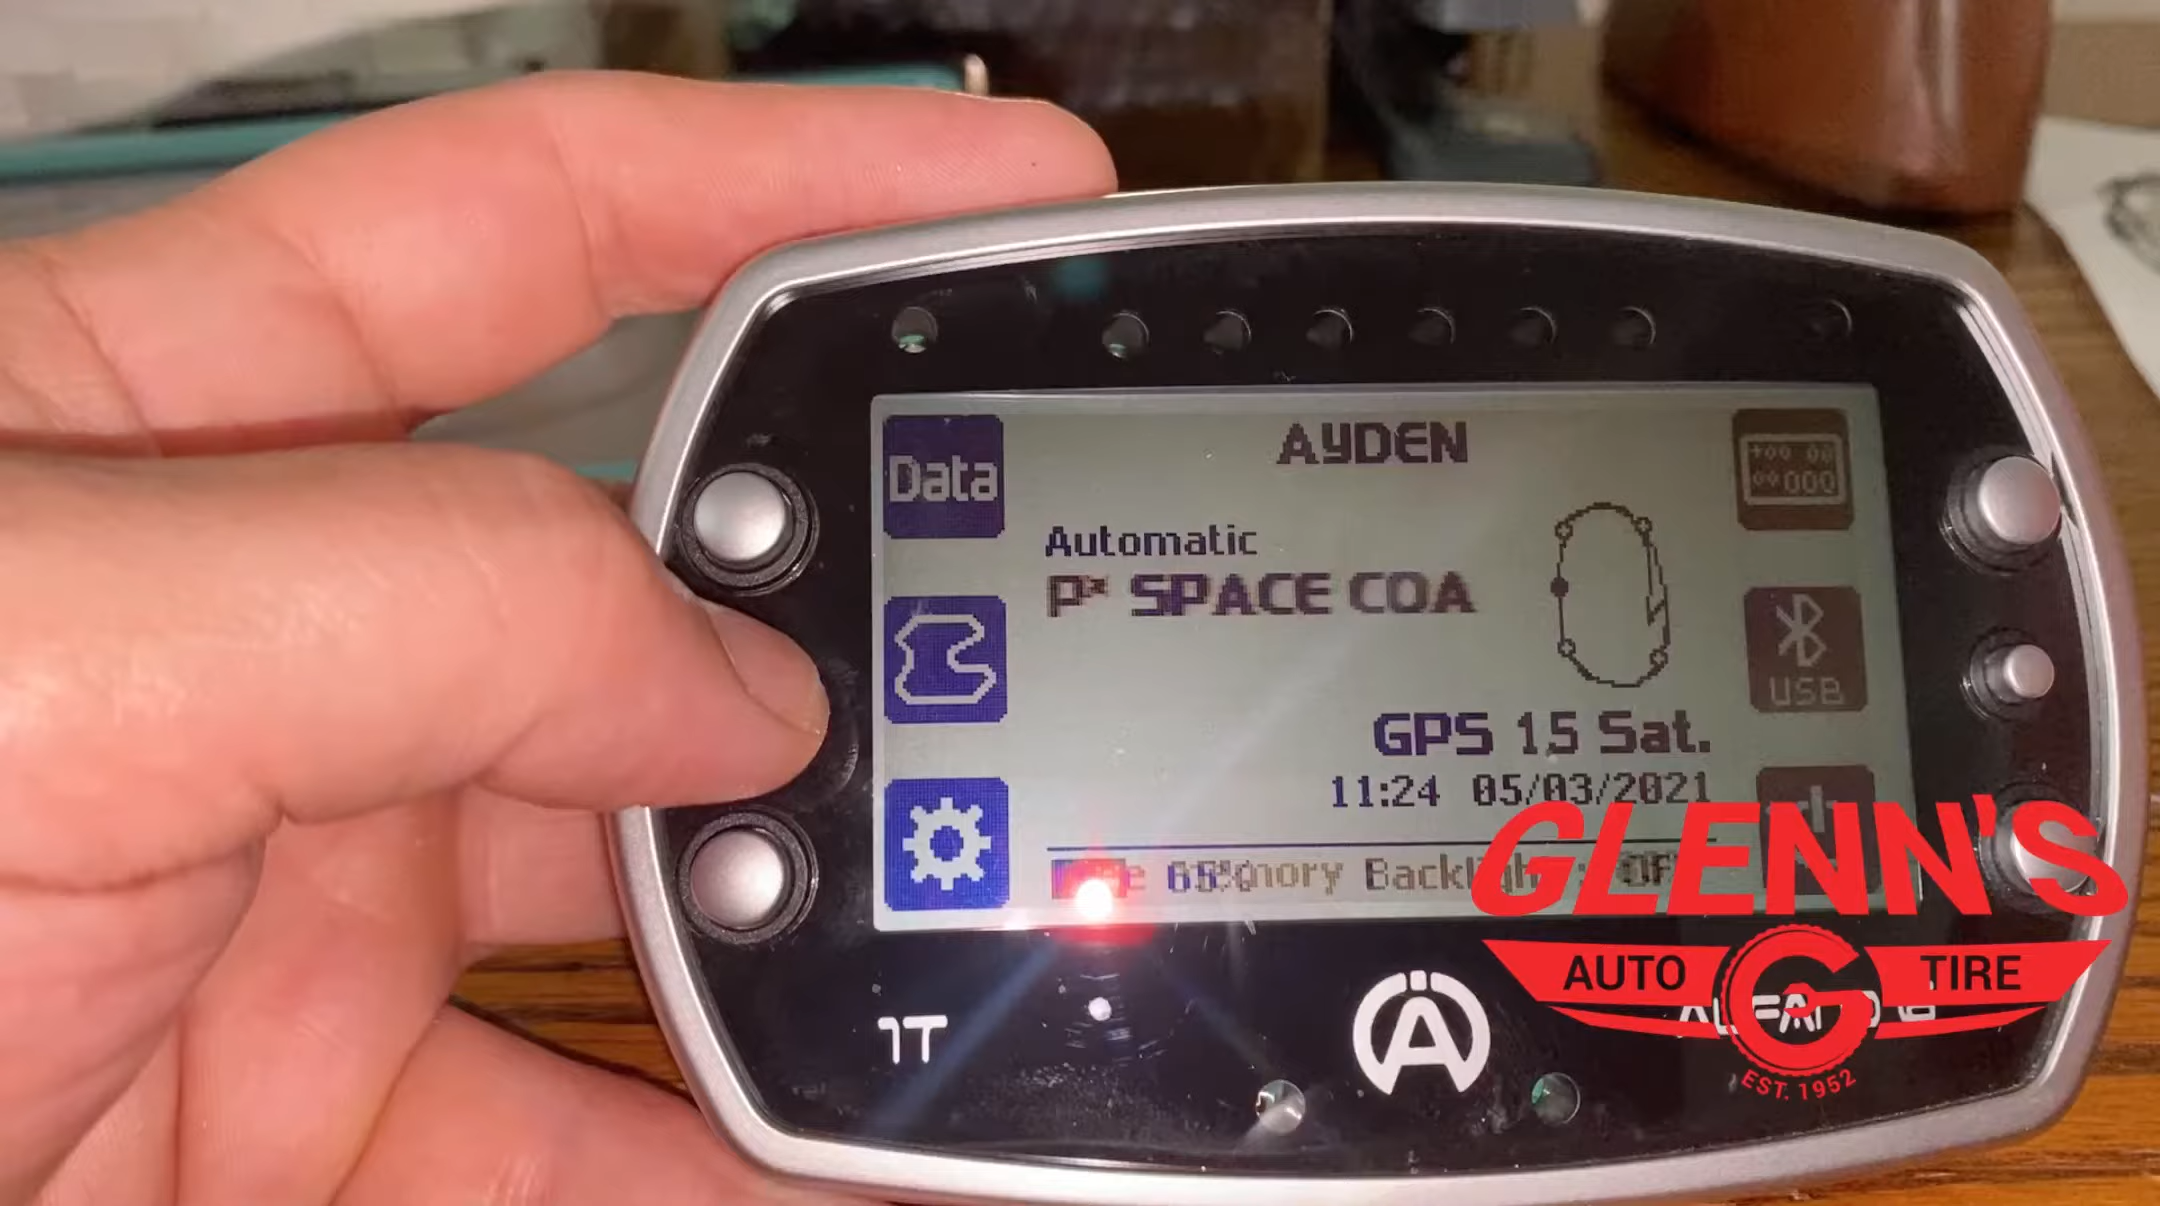 AYDEN
Data
Automatic
P* SPACE COA
USB
GPS 15 Sat.
11:24 05/03/2021
65%
GLENN'S
AUTO
G
TIRE
EST. 1952
1T